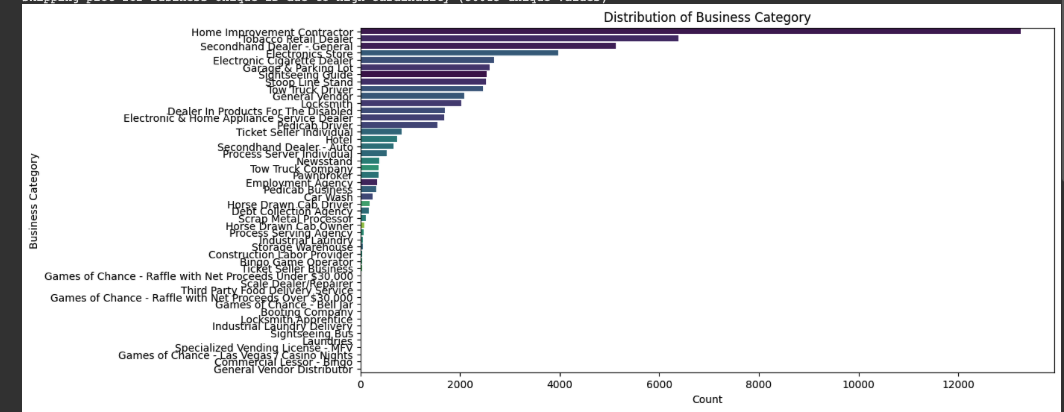 Distribution of Business Category
Home Improvement Contractor
Tobacco Retail Dealer
Secondhand Dealer - General
Electronics Store
Electronic Cigarette Dealer
Garage & Parking Lot
Sightseeing Guide
Stoop Line Stand
Tow Truck Driver
General Vendor
Locksmith
Dealer In Products For The Disabled
Electronic & Home Appliance Service Dealer
Pedicab Driver
Ticket Seller Individual
Hotel
Secondhand Dealer - Auto
Process Server Individual
Newsstand
Tow Truck Company
Pawnbroker
Employment Agency
Pedicab Business
Car Wash
Horse Drawn Cab Driver
Debt Collection Agency
Scrap Metal Processor
Horse Drawn Cab Owner
Process Serving Agency
Industrial Laundry
Storage Warehouse
Construction Labor Provider
Bingo Game Operator
Ticket Seller Business
Games of Chance - Raffle with Net Proceeds Under $30,000
Scale Dealer/Repairer
Third Party Food Delivery Service
Games of Chance - Raffle with Net Proceeds Over $30,000
Games of Chance - Bell Jar
Booting Company
Locksmith Apprentice
Industrial Laundry Delivery
Sightseeing Bus
Laundries
Specialized Vending License - MFV
Games of Chance - Las Vegas / Casino Nights
Commercial Lessor - Bingo
General Vendor Distributor
Business Category
0 2000 4000 6000 8000 10000 12000
Count